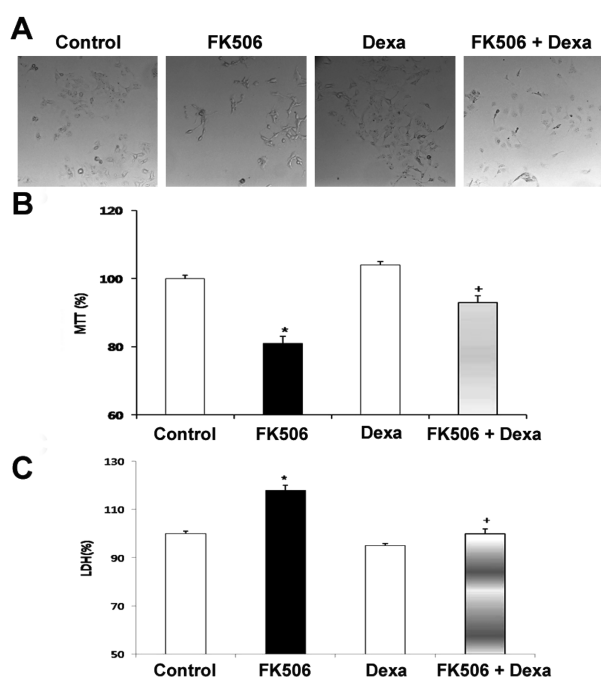 A
Control FK506 Dexa FK506 + Dexa
B
120
100
80
60
MTT (%)
*
+
Control FK506 Dexa FK506 + Dexa
C
130
110
90
70
50
LDH(%)
*
+
Control FK506 Dexa FK506 + Dexa